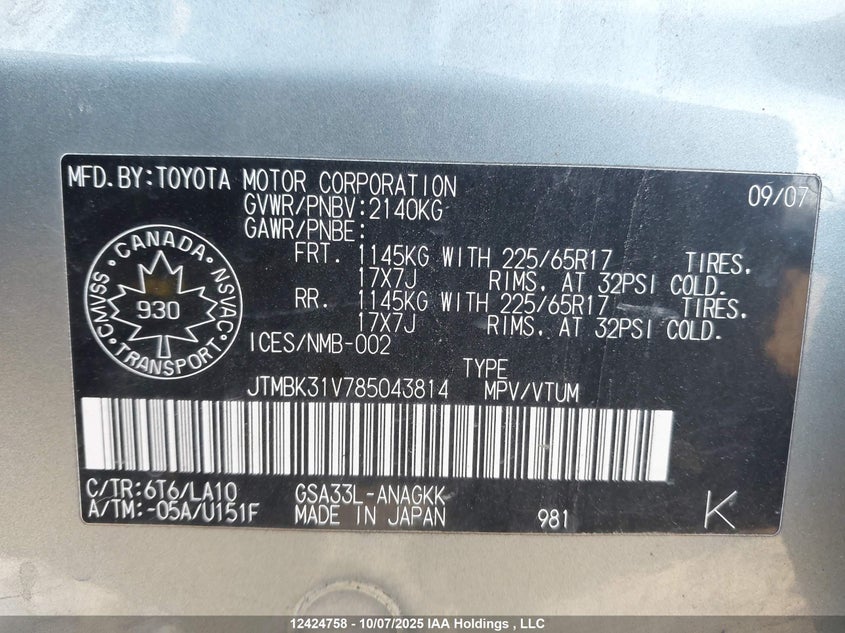 MFD.BY:TOYOTA MOTOR CORPORATION 09/07
GVWR/PNBV:2140KG
GAWR/PNBE:
FRT. 1145KG WITH 225/65R17 TIRES.
17X7J RIMS. AT 32PSI COLD.
RR. 1145KG WITH 225/65R17 TIRES.
17X7J RIMS. AT 32PSI COLD.
ICES/NMB-002
CANADA
CMVSS
NSVAC
930
TRANSPORT
TYPE
JTMBK31V785043814 MPV/VTUM
C/TR:6T6/LA10 GSA33L-ANAGKK
A/TM:-05A/U151F MADE IN JAPAN 981 K
12424758 - 10/07/2025 IAA Holdings , LLC